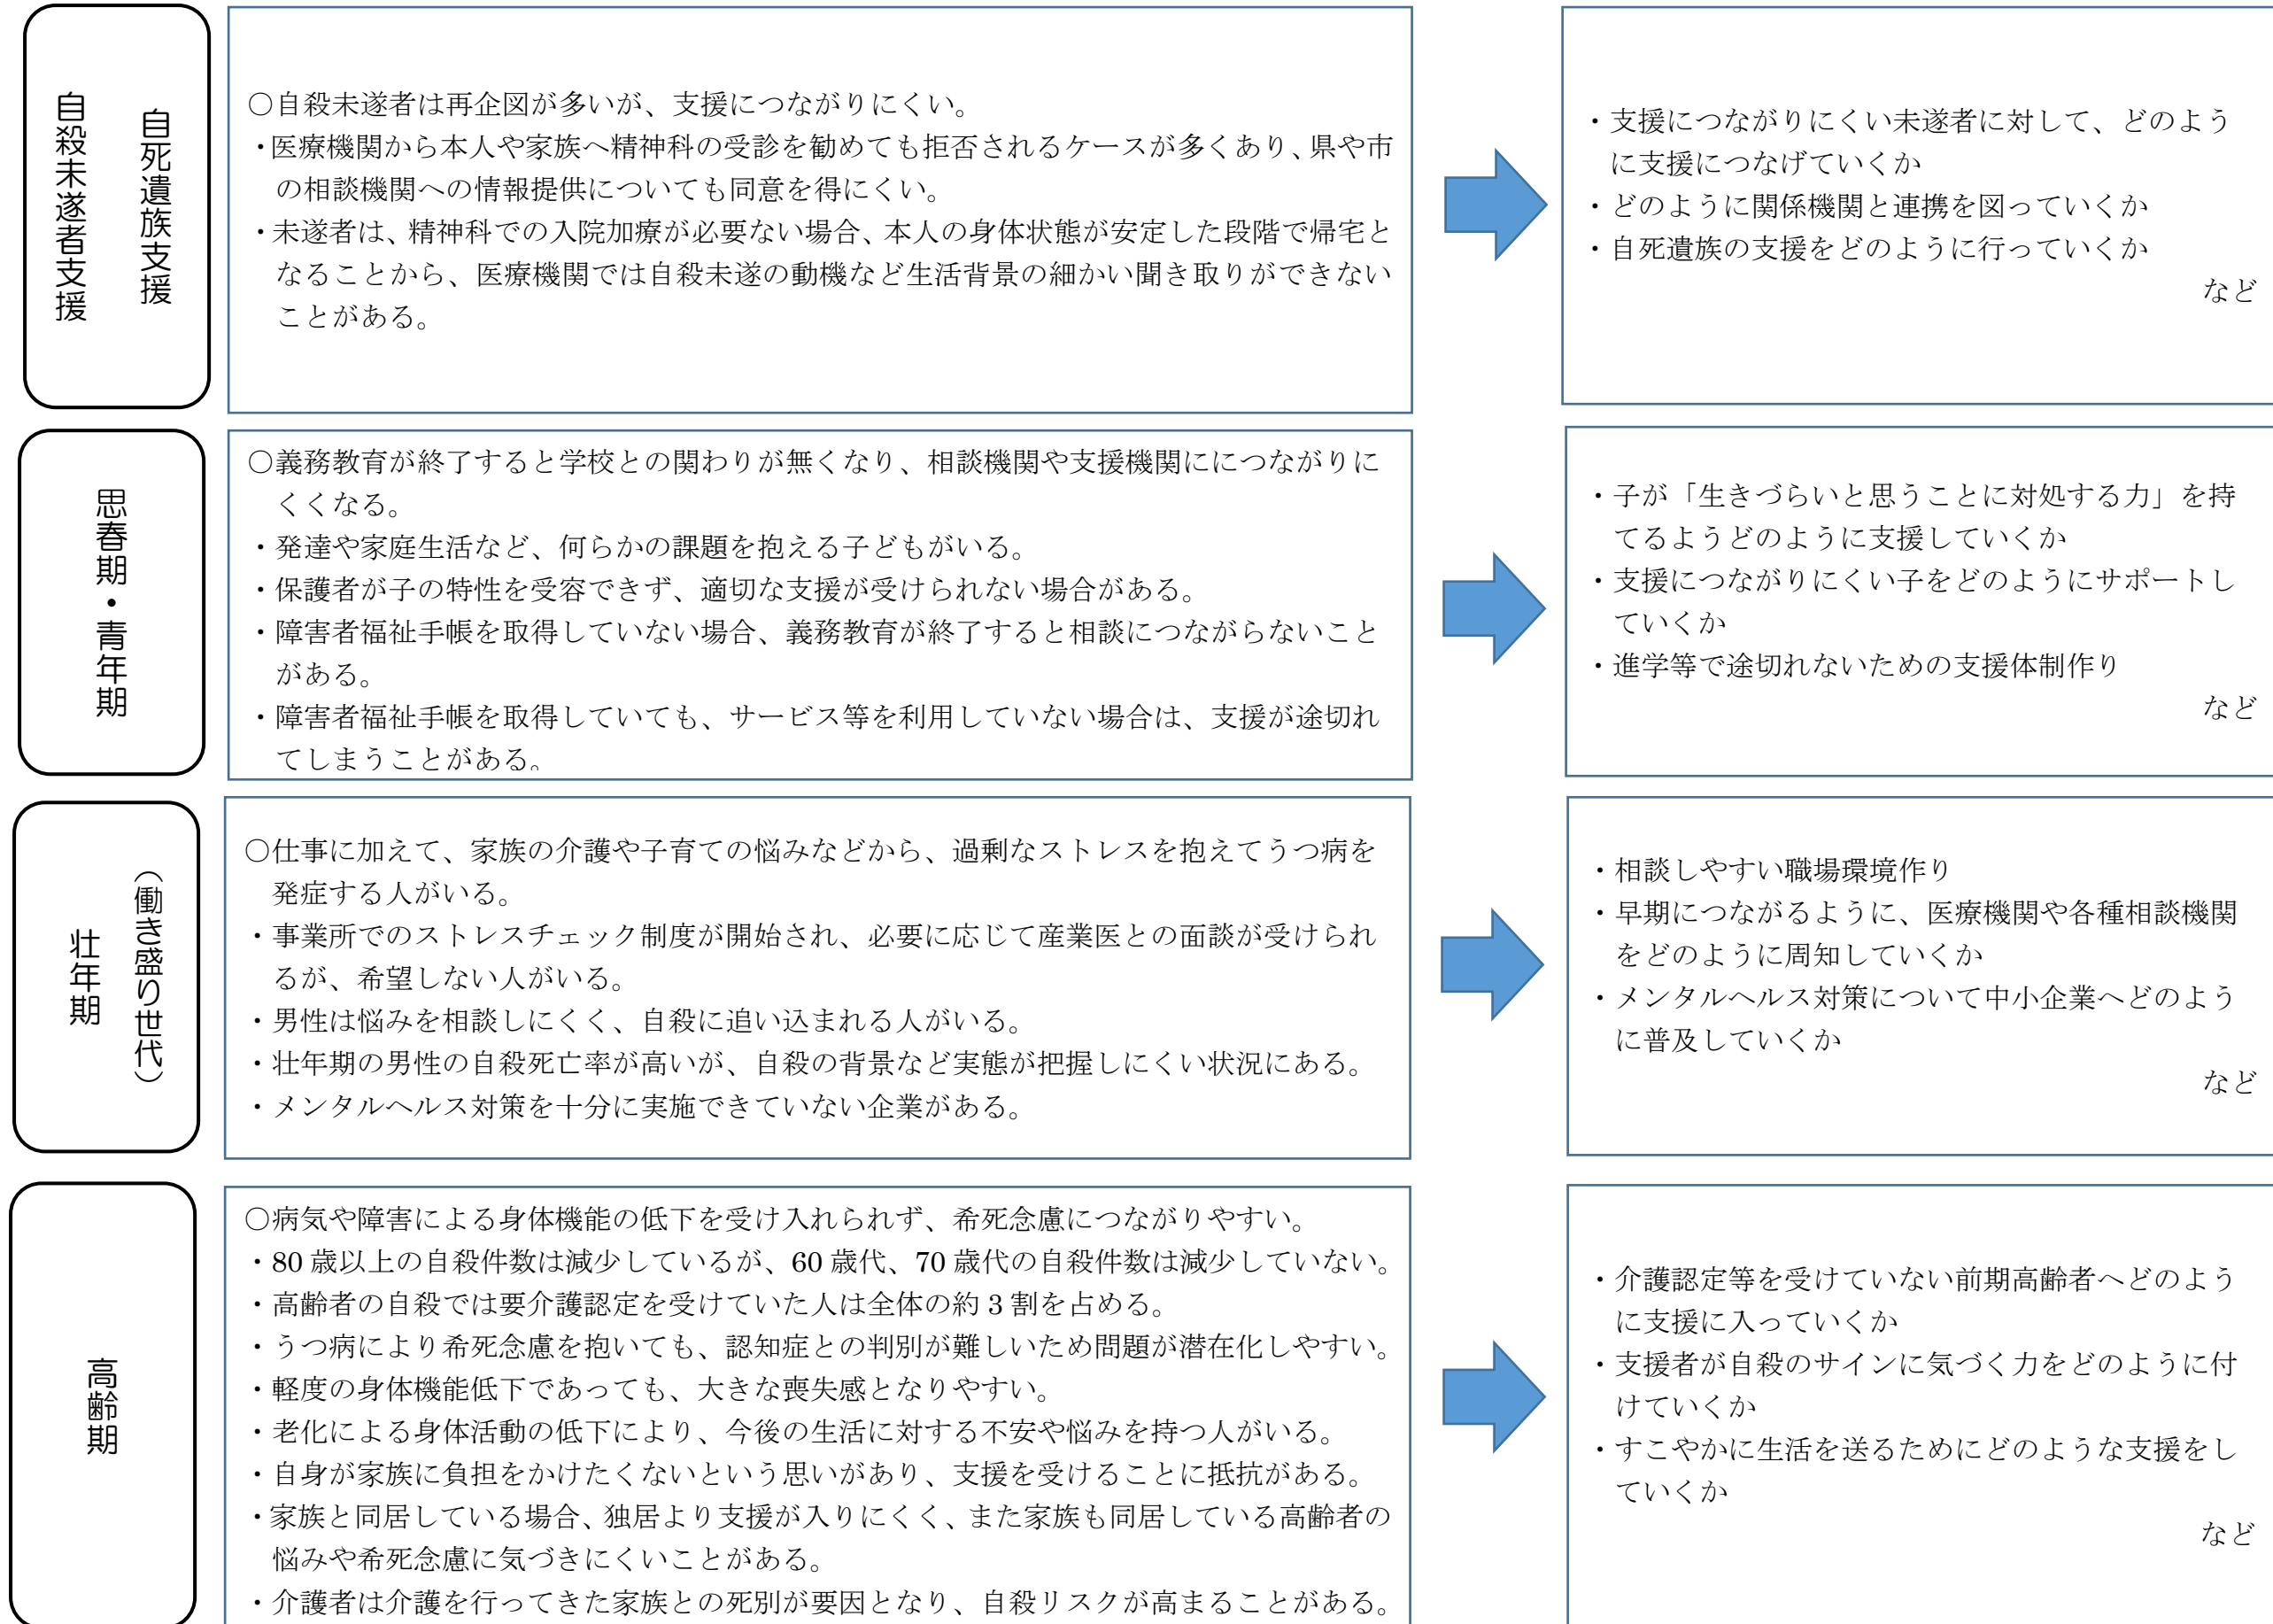 自死遺族支援
自殺未遂者支援
○自殺未遂者は再企図が多いが、支援につながりにくい。
・医療機関から本人や家族へ精神科の受診を勧めても拒否されるケースが多くあり、県や市
の相談機関への情報提供についても同意を得にくい。
・未遂者は、精神科での入院加療が必要ない場合、本人の身体状態が安定した段階で帰宅と
なることから、医療機関では自殺未遂の動機など生活背景の細かい聞き取りができない
ことがある。
・支援につながりにくい未遂者に対して、どのよう
に支援につなげていくか
・どのように関係機関と連携を図っていくか
・自死遺族の支援をどのように行っていくか
など
思春期・青年期
○義務教育が終了すると学校との関わりが無くなり、相談機関や支援機関ににつながりに
くくなる。
・発達や家庭生活など、何らかの課題を抱える子どもがいる。
・保護者が子の特性を受容できず、適切な支援が受けられない場合がある。
・障害者福祉手帳を取得していない場合、義務教育が終了すると相談につながらないこと
がある。
・障害者福祉手帳を取得していても、サービス等を利用していない場合は、支援が途切れ
てしまうことがある。
・子が「生きづらいと思うことに対処する力」を持
てるようどのように支援していくか
・支援につながりにくい子をどのようにサポートし
ていくか
・進学等で途切れないための支援体制作り
など
（働き盛り世代）
壮年期
○仕事に加えて、家族の介護や子育ての悩みなどから、過剰なストレスを抱えてうつ病を
発症する人がいる。
・事業所でのストレスチェック制度が開始され、必要に応じて産業医との面談が受けられ
るが、希望しない人がいる。
・男性は悩みを相談しにくく、自殺に追い込まれる人がいる。
・壮年期の男性の自殺死亡率が高いが、自殺の背景など実態が把握しにくい状況にある。
・メンタルヘルス対策を十分に実施できていない企業がある。
・相談しやすい職場環境作り
・早期につながるように、医療機関や各種相談機関
をどのように周知していくか
・メンタルヘルス対策について中小企業へどのよう
に普及していくか
など
高齢期
○病気や障害による身体機能の低下を受け入れられず、希死念慮につながりやすい。
・80 歳以上の自殺件数は減少しているが、60 歳代、70 歳代の自殺件数は減少していない。
・高齢者の自殺では要介護認定を受けていた人は全体の約 3 割を占める。
・うつ病により希死念慮を抱いても、認知症との判別が難しいため問題が潜在化しやすい。
・軽度の身体機能低下であっても、大きな喪失感となりやすい。
・老化による身体活動の低下により、今後の生活に対する不安や悩みを持つ人がいる。
・自身が家族に負担をかけたくないという思いがあり、支援を受けることに抵抗がある。
・家族と同居している場合、独居より支援が入りにくく、また家族も同居している高齢者の
悩みや希死念慮に気づきにくいことがある。
・介護者は介護を行ってきた家族との死別が要因となり、自殺リスクが高まることがある。
・介護認定等を受けていない前期高齢者へどのよう
に支援に入っていくか
・支援者が自殺のサインに気づく力をどのように付
けていくか
・すこやかに生活を送るためにどのような支援をし
ていくか
など